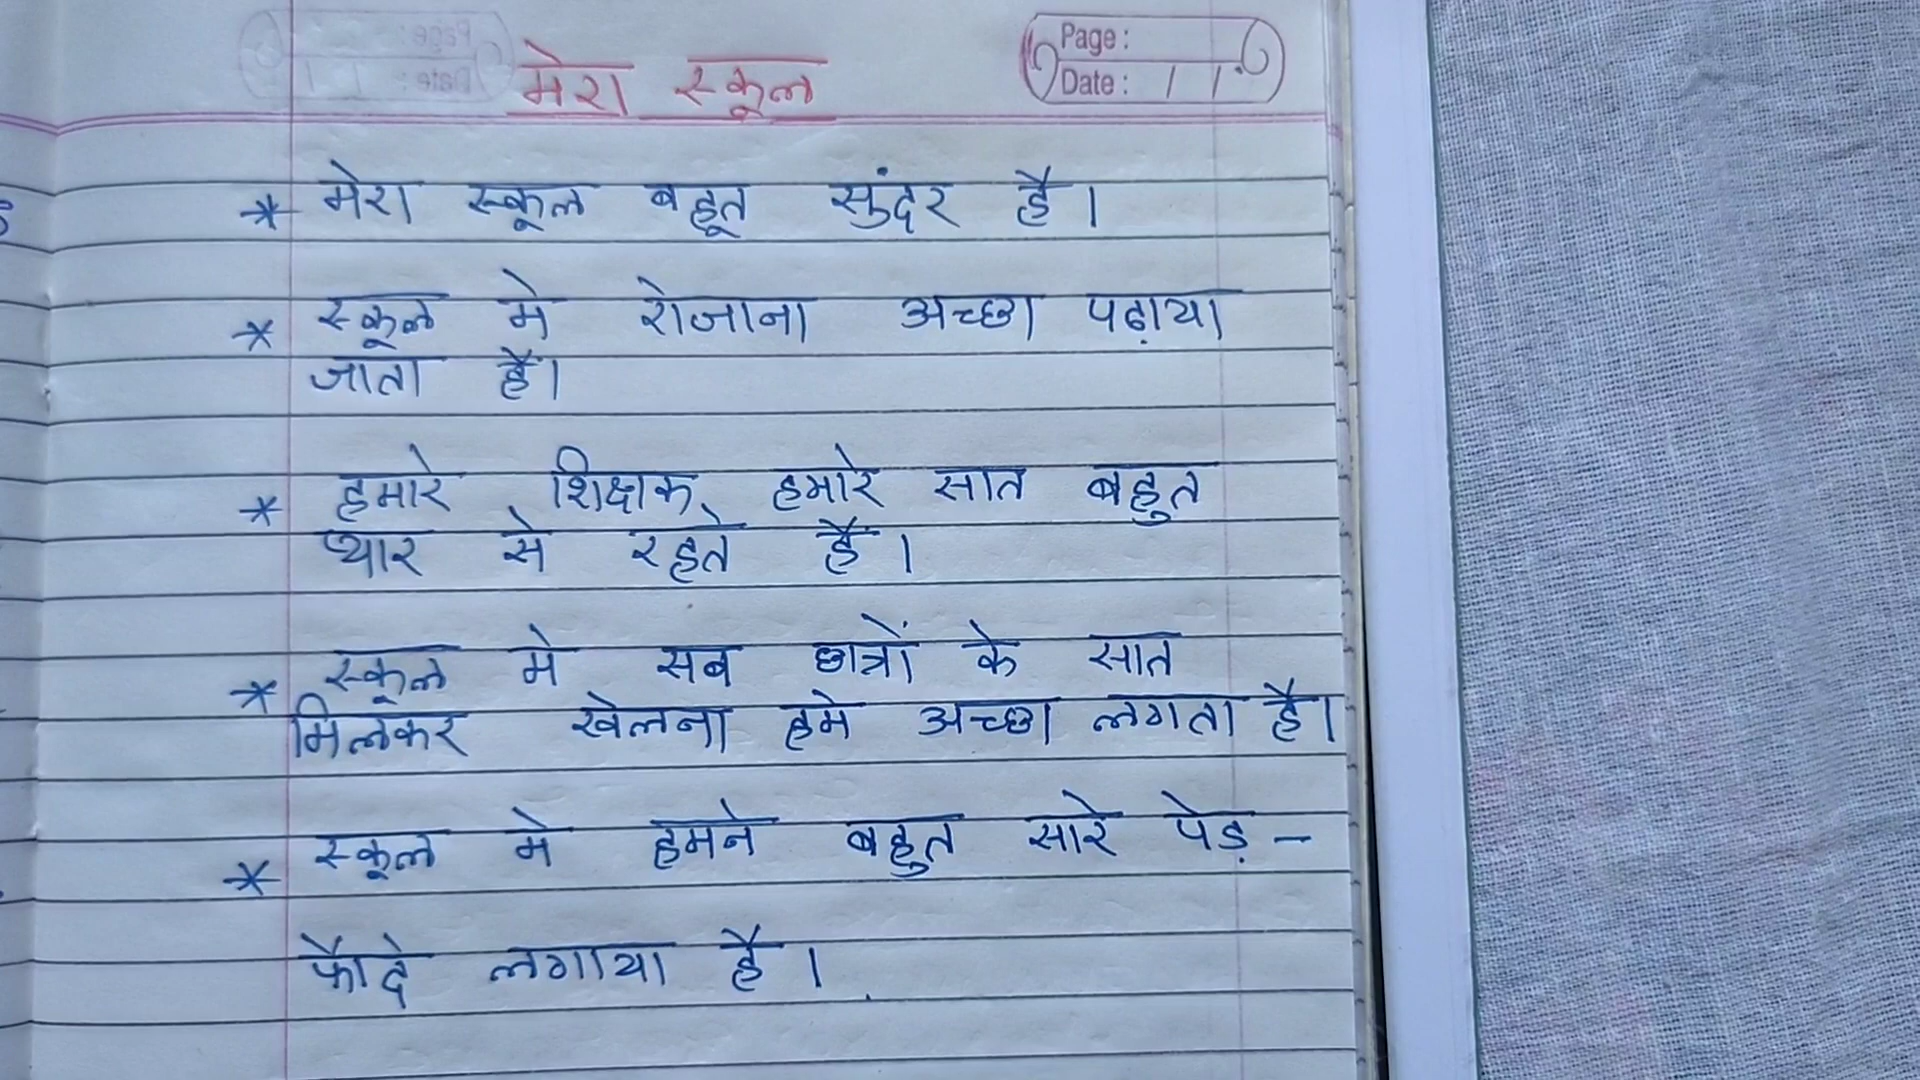 Page :
Date : / /
मेरा स्कूल
* मेरा स्कूल बहूत सुंदर है।
* स्कूल मे रोजाना अच्छा पढ़ाया
जाता है।
* हमारे शिक्षक हमारे सात बहुत
प्यार से रहते है।
* स्कूल मे सब छात्रों के सात
मिलकर खेलना हमे अच्छा लगता है।
* स्कूल मे हमने बहुत सारे पेड़ -
फौदे लगाया है।